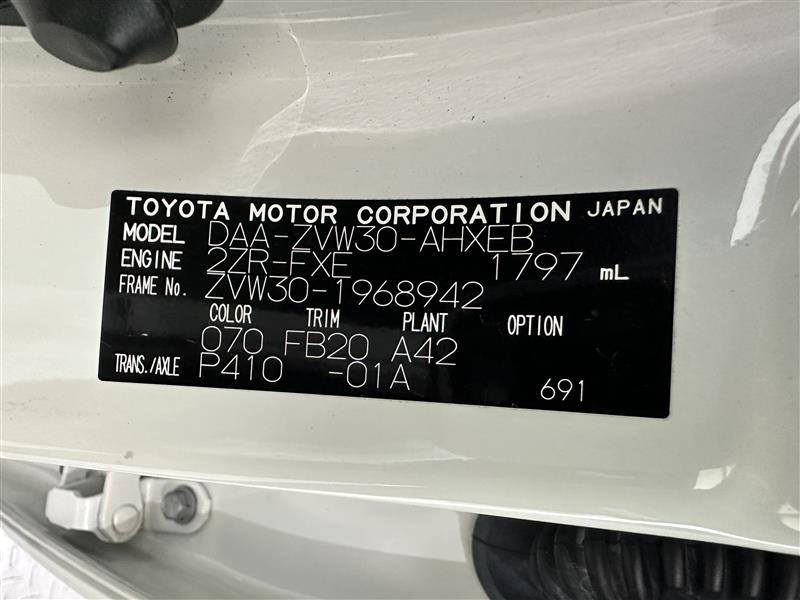 TOYOTA MOTOR CORPORATION JAPAN
MODEL DAA-ZVW30-AHXEB
ENGINE 2ZR-FXE 1797 mL
FRAME No. ZVW30-1968942
COLOR TRIM PLANT OPTION
070 FB20 A42
TRANS./AXLE P410 -01A
691